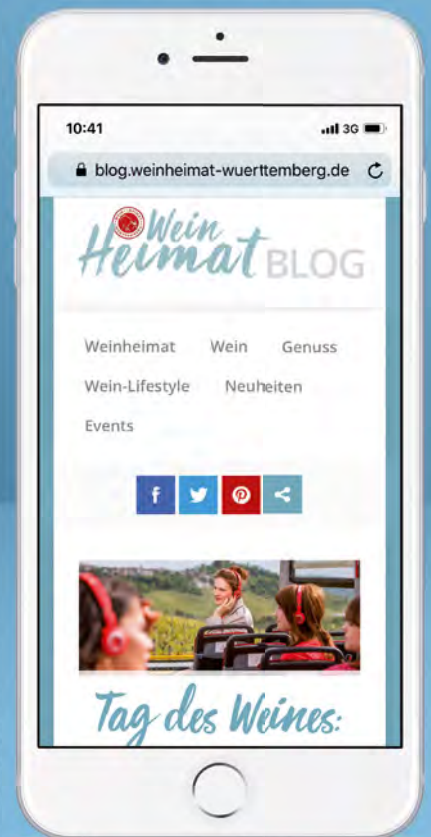 10:41
3G
blog.weinheimat-wuerttemberg.de
Wein
Heimat BLOG
Weinheimat Wein Genuss
Wein-Lifestyle Neuheiten
Events
Tag des Weines: